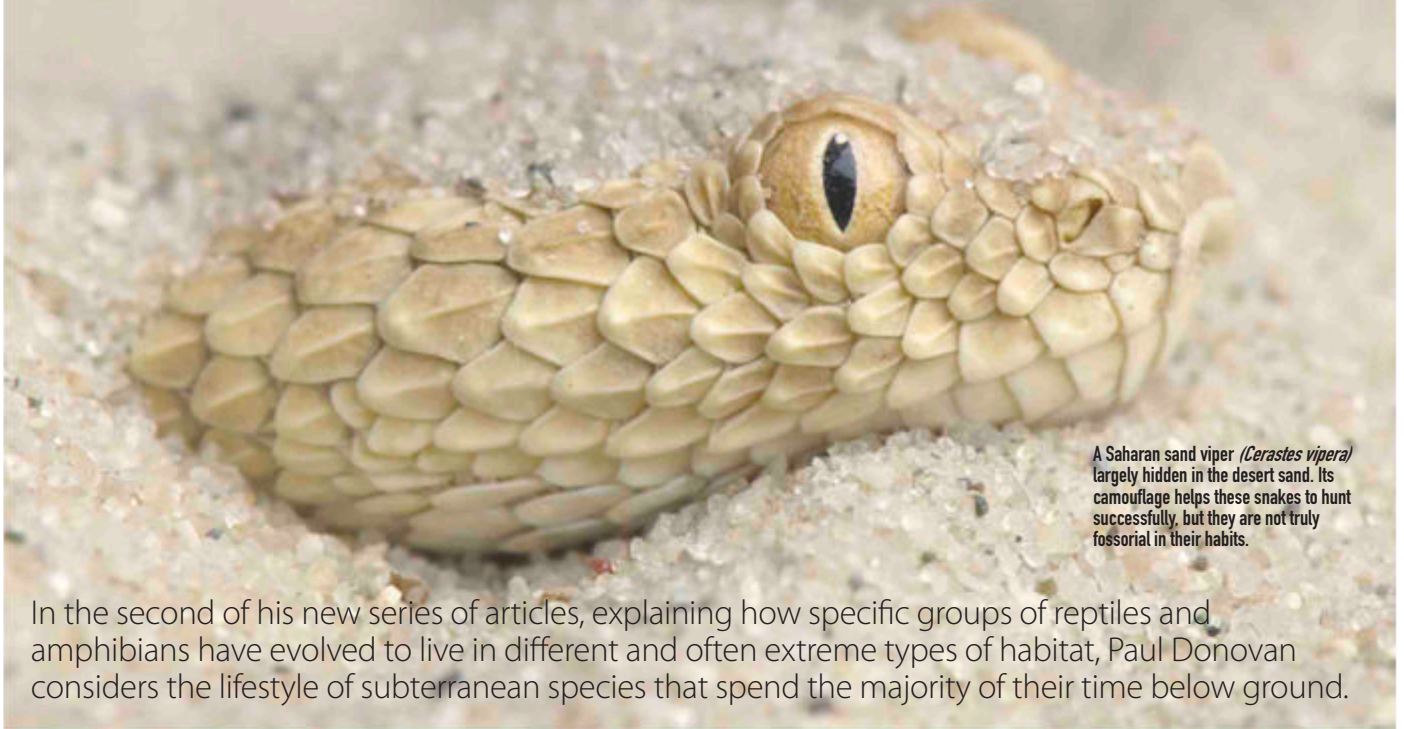 A Saharan sand viper (Cerastes vipera)
largely hidden in the desert sand. Its
camouflage helps these snakes to hunt
successfully, but they are not truly
fossorial in their habits.
In the second of his new series of articles, explaining how specific groups of reptiles and
amphibians have evolved to live in different and often extreme types of habitat, Paul Donovan
considers the lifestyle of subterranean species that spend the majority of their time below ground.